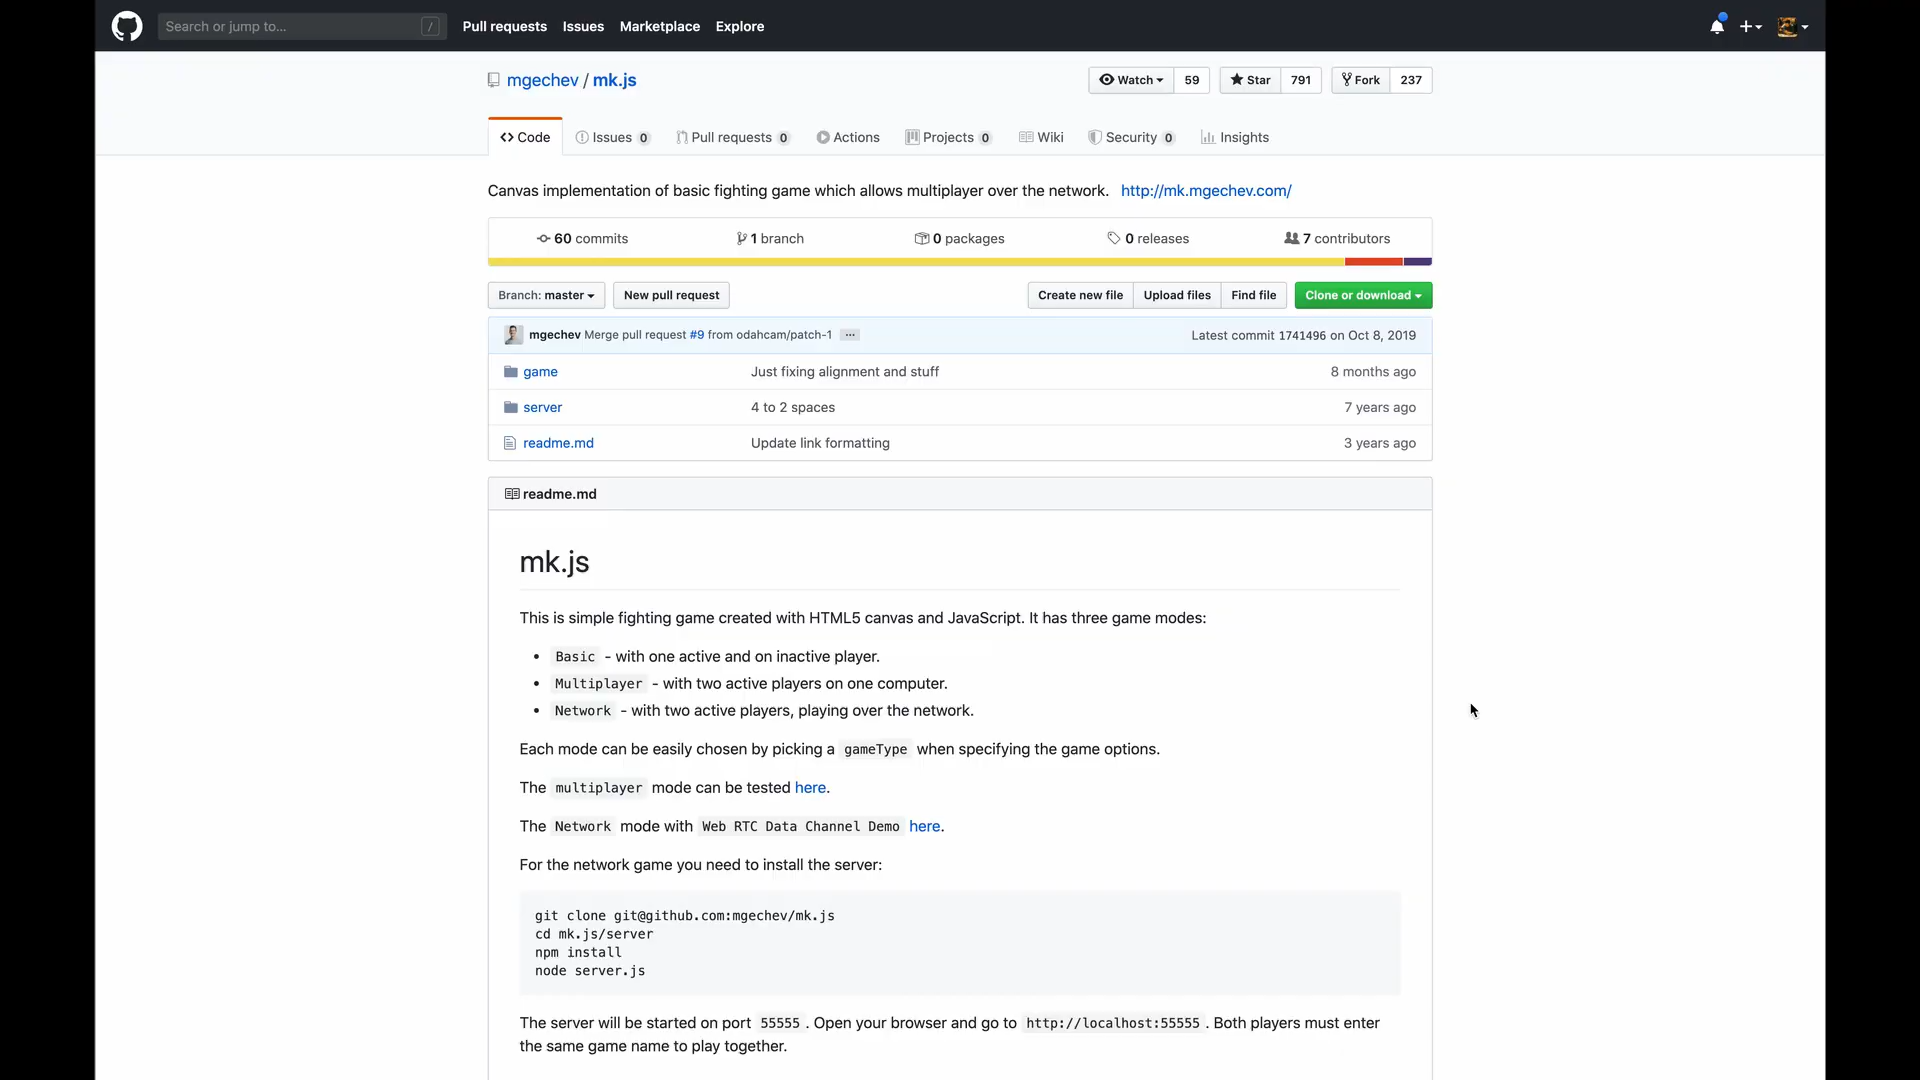 Search or jump to... /
Pull requests Issues Marketplace Explore
mgechev / mk.js
Watch 59 Star 791 Fork 237
Code Issues 0 Pull requests 0 Actions Projects 0 Wiki Security 0 Insights
Canvas implementation of basic fighting game which allows multiplayer over the network. http://mk.mgechev.com/
60 commits 1 branch 0 packages 0 releases 7 contributors
Branch: master New pull request Create new file Upload files Find file Clone or download
mgechev Merge pull request #9 from odahcam/patch-1 ... Latest commit 1741496 on Oct 8, 2019
game Just fixing alignment and stuff 8 months ago
server 4 to 2 spaces 7 years ago
readme.md Update link formatting 3 years ago
readme.md
mk.js
This is simple fighting game created with HTML5 canvas and JavaScript. It has three game modes:
• Basic - with one active and on inactive player.
• Multiplayer - with two active players on one computer.
• Network - with two active players, playing over the network.
Each mode can be easily chosen by picking a gameType when specifying the game options.
The multiplayer mode can be tested here.
The Network mode with Web RTC Data Channel Demo here.
For the network game you need to install the server:
git clone git@github.com:mgechev/mk.js
cd mk.js/server
npm install
node server.js
The server will be started on port 55555 . Open your browser and go to http://localhost:55555 . Both players must enter
the same game name to play together.